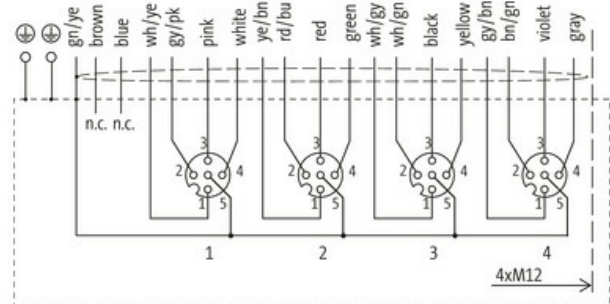 gn/ye brown blue wh/ye gy/pk pink white ye/bn rd/bu red green wh/gy wh/gn black yellow gy/bn bn/gn violet gray
n.c. n.c.
3 3 3 3
2 4 2 4 2 4 2 4
1 5 1 5 1 5 1 5
1 2 3 4
4xM12